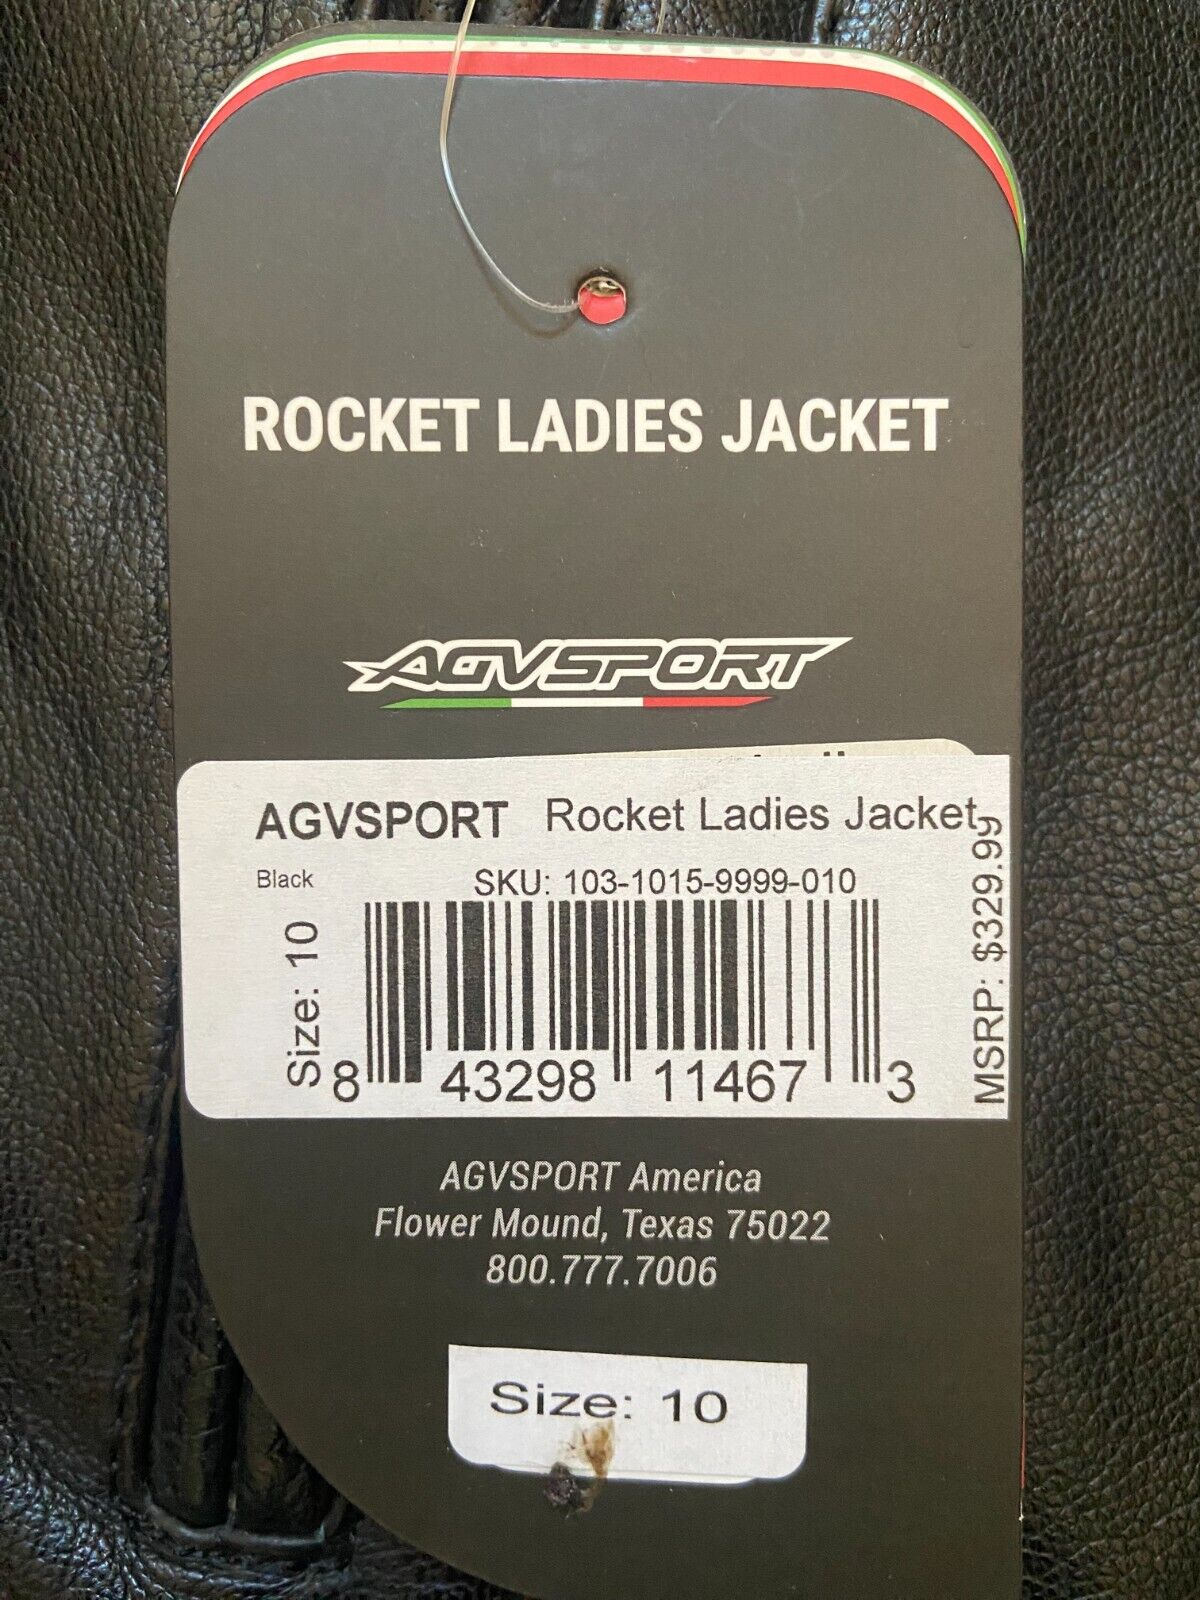 ROCKET LADIES JACKET
AGVSPORT
AGVSPORT Rocket Ladies Jacket
Black SKU: 103-1015-9999-010
Size: 10
MSRP: $329.99
8 43298 11467 3
AGVSPORT America
Flower Mound, Texas 75022
800.777.7006
Size: 10